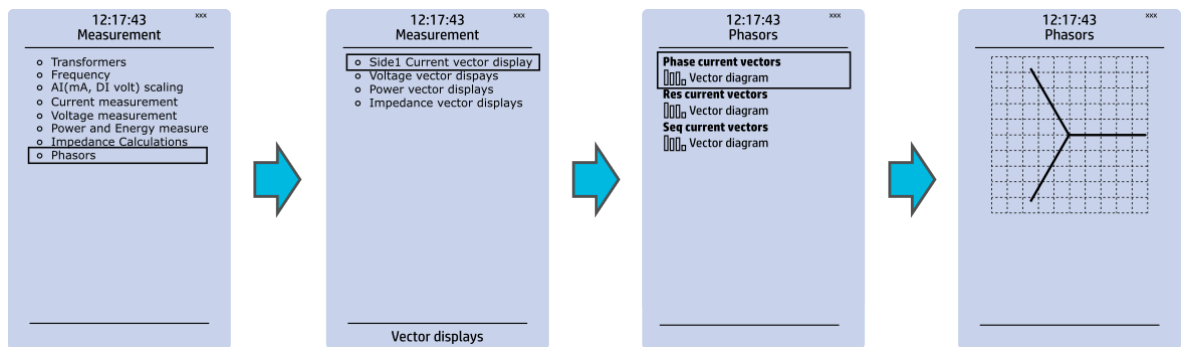 12:17:43 xxx
Measurement
Transformers
Frequency
AI(mA, DI volt) scaling
Current measurement
Voltage measurement
Power and Energy measure
Impedance Calculations
Phasors
12:17:43 xxx
Measurement
Side1 Current vector display
Voltage vector dispays
Power vector displays
Impedance vector displays
Vector displays
12:17:43 xxx
Phasors
Phase current vectors
Vector diagram
Res current vectors
Vector diagram
Seq current vectors
Vector diagram
12:17:43 xxx
Phasors